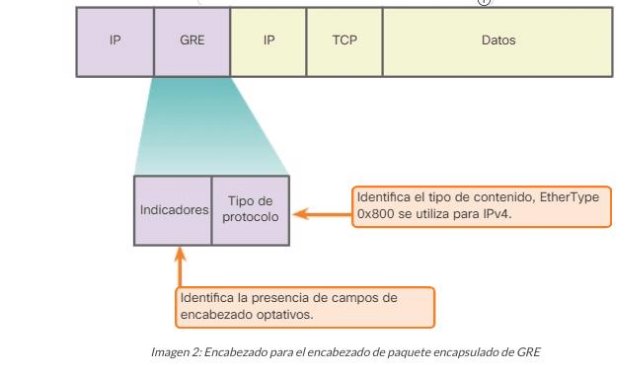 IP GRE IP TCP Datos
Indicadores
Tipo de
protocolo
Identifica el tipo de contenido, EtherType
0x800 se utiliza para IPv4.
Identifica la presencia de campos de
encabezado optativos.
Imagen 2: Encabezado para el encabezado de paquete encapsulado de GRE